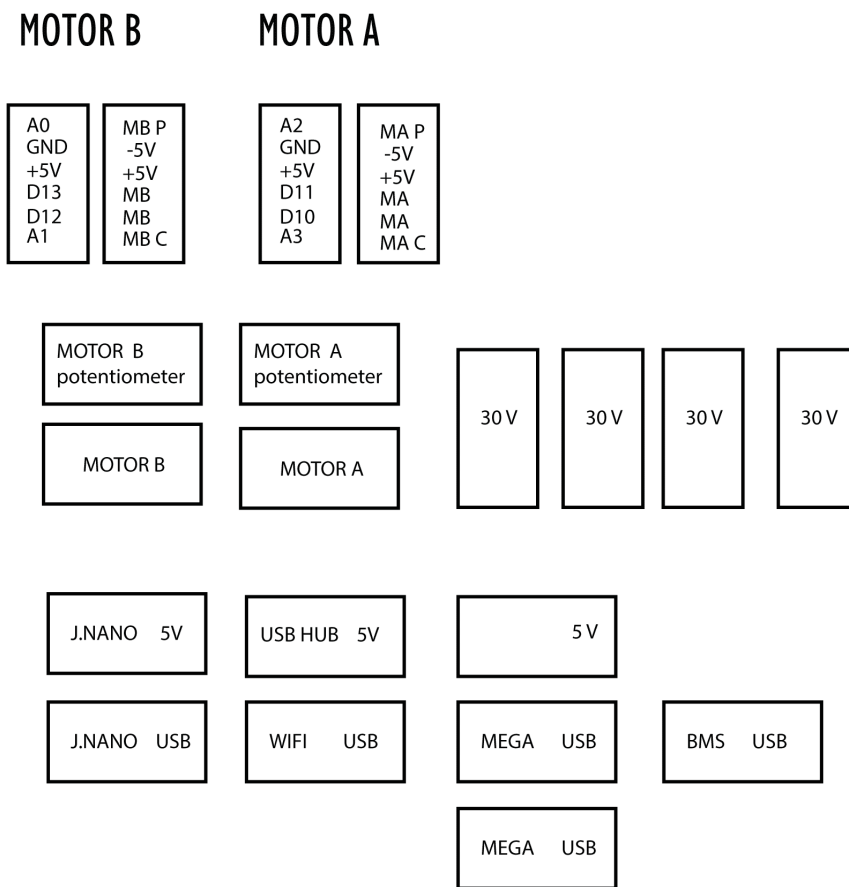 MOTOR B
MOTOR A
A0
GND
+5V
D13
D12
A1
MB P
-5V
+5V
MB
MB
MB C
A2
GND
+5V
D11
D10
A3
MA P
-5V
+5V
MA
MA
MA C
MOTOR B
potentiometer
MOTOR A
potentiometer
30 V
30 V
30 V
30 V
MOTOR B
MOTOR A
J.NANO 5V
USB HUB 5V
5 V
J.NANO USB
WIFI USB
MEGA USB
BMS USB
MEGA USB